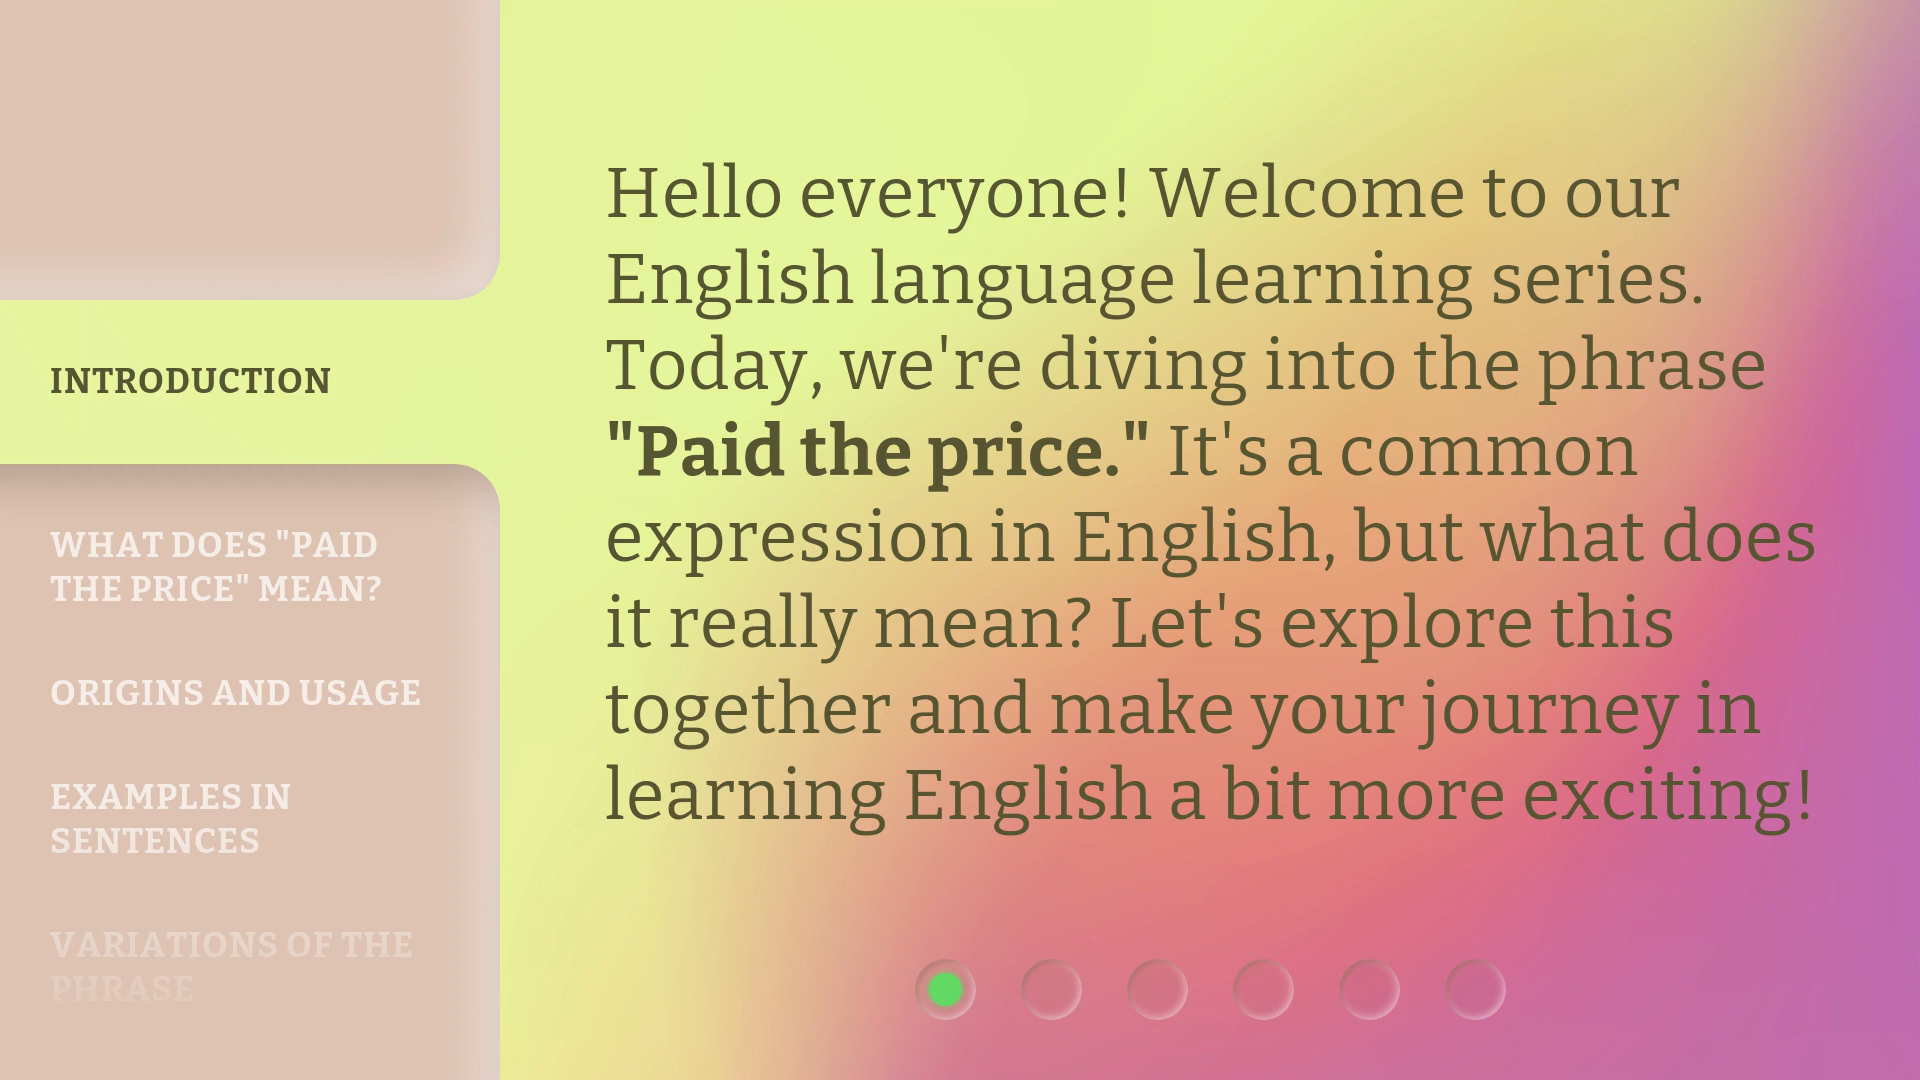 INTRODUCTION
WHAT DOES "PAID
THE PRICE" MEAN?
ORIGINS AND USAGE
EXAMPLES IN
SENTENCES
VARIATIONS OF THE
PHRASE
Hello everyone! Welcome to our
English language learning series.
Today, we're diving into the phrase
"Paid the price." It's a common
expression in English, but what does
it really mean? Let's explore this
together and make your journey in
learning English a bit more exciting!